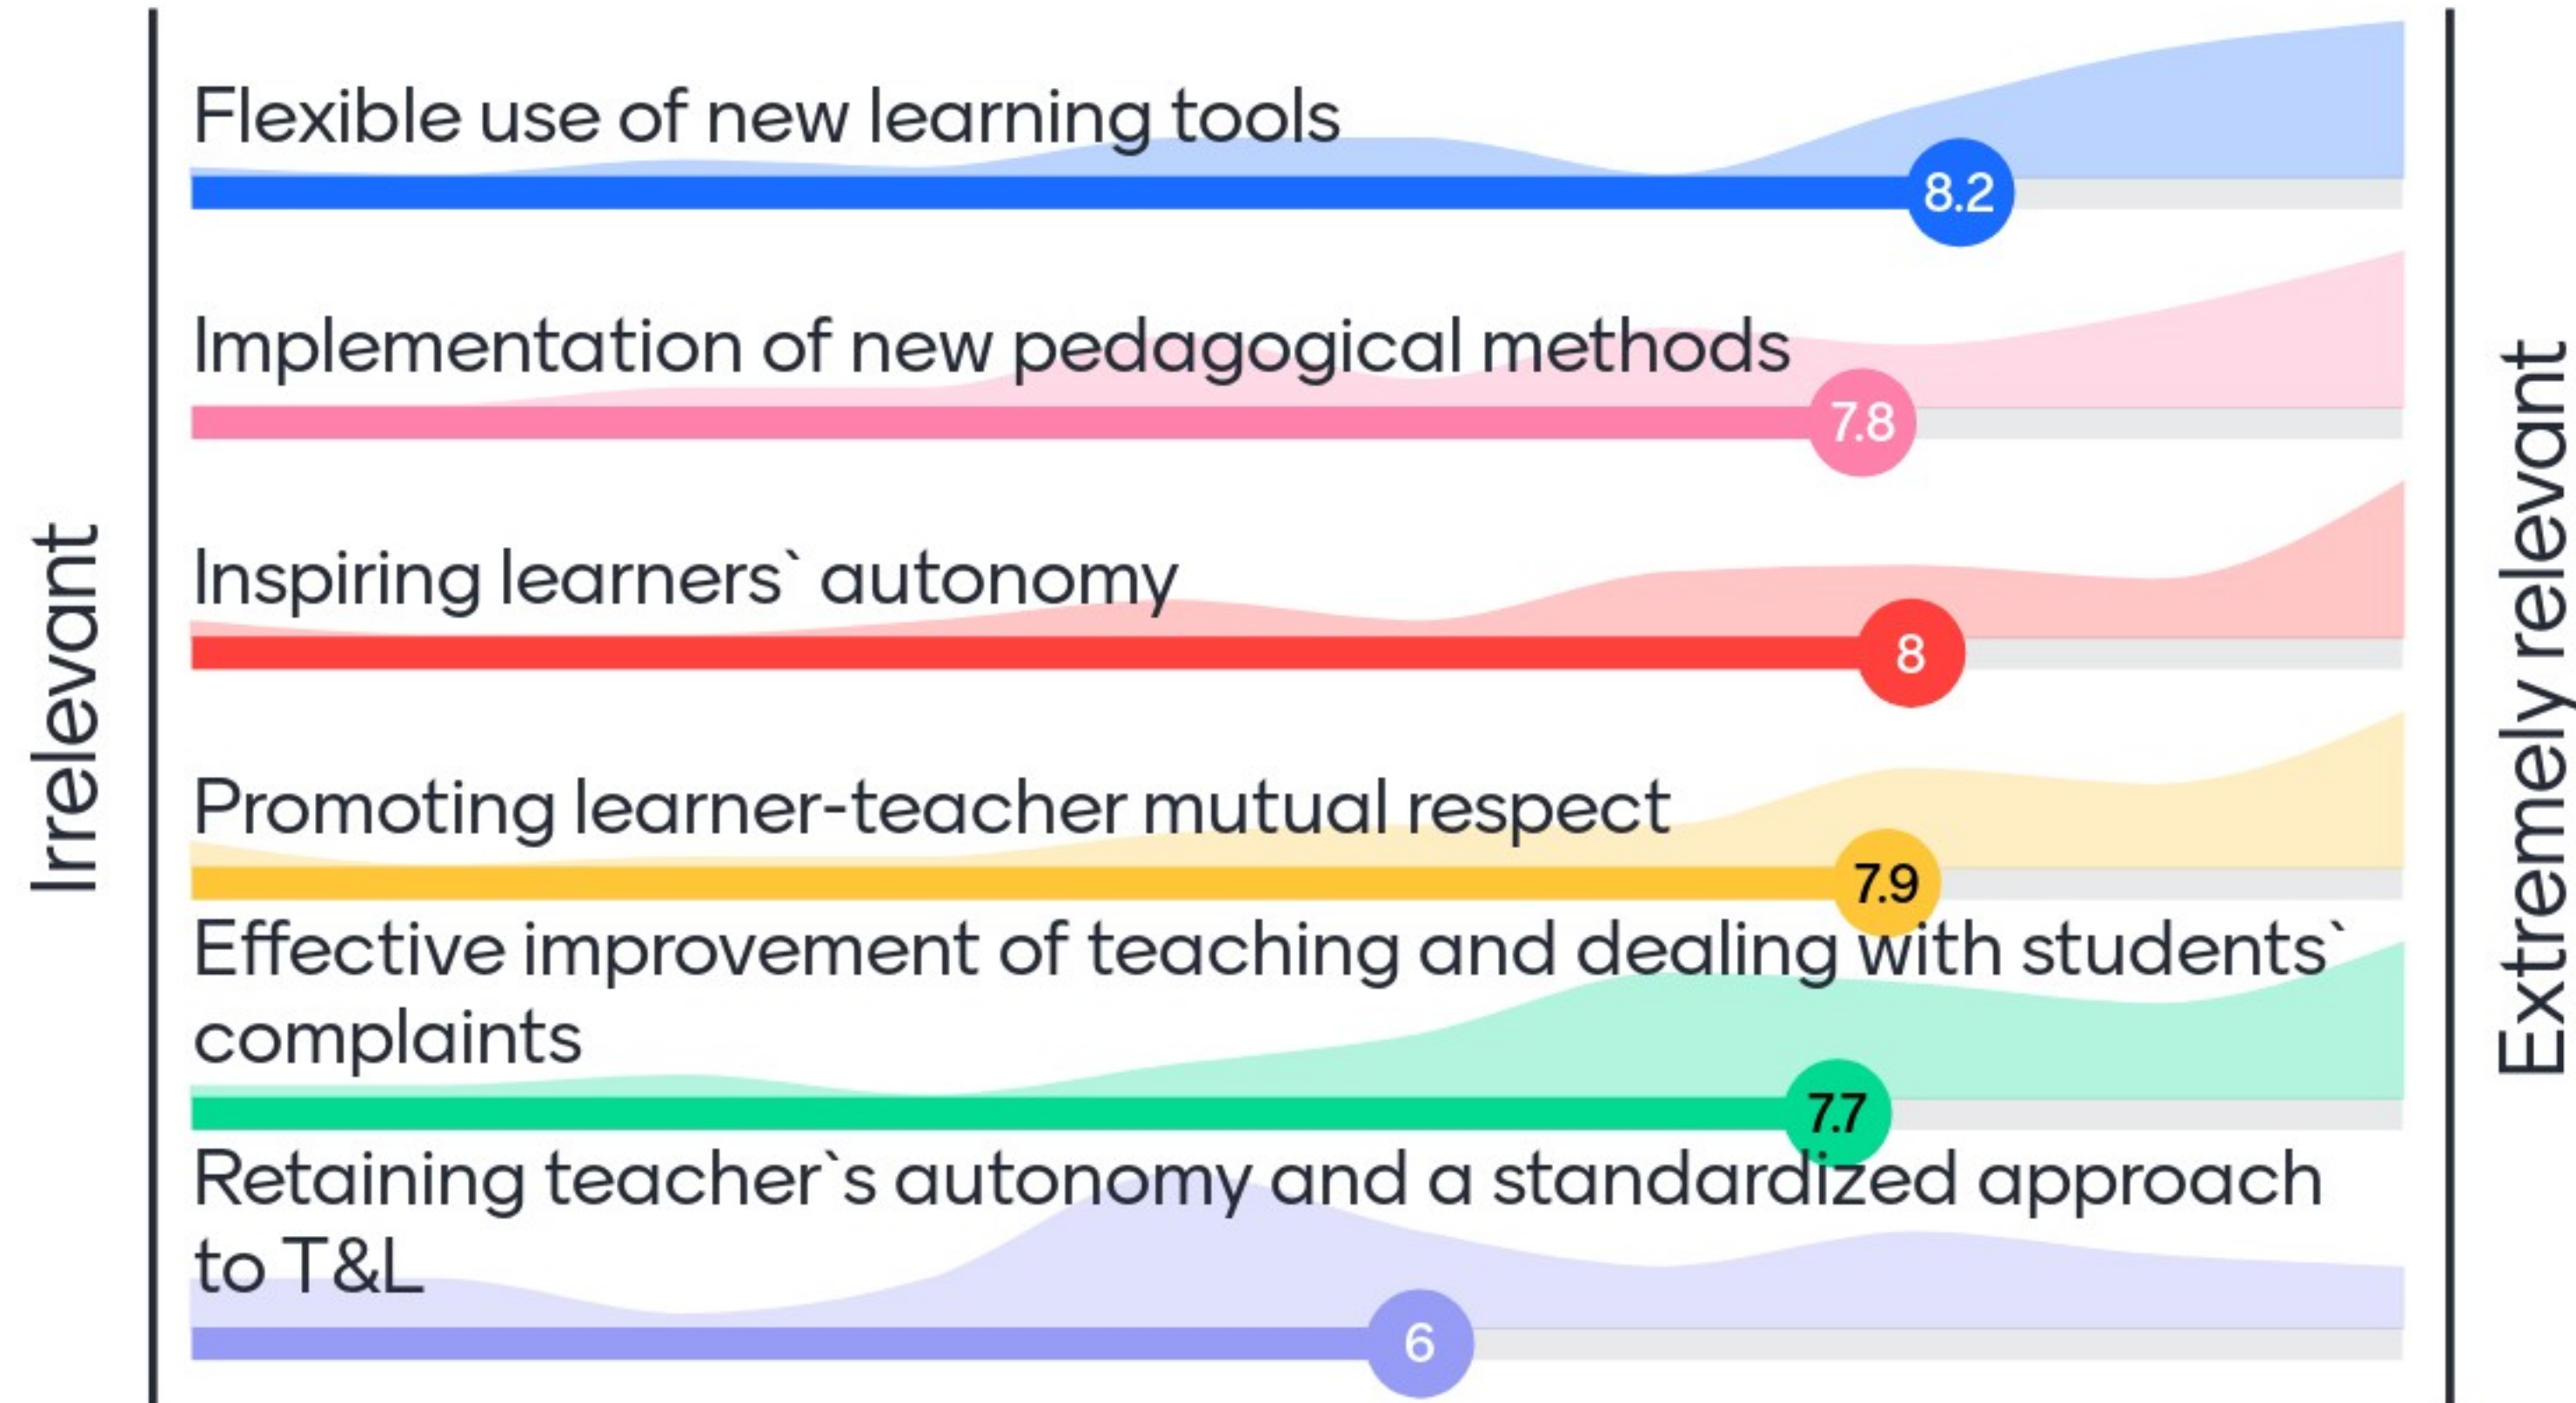 Irrelevant
Flexible use of new learning tools
8.2
Implementation of new pedagogical methods
7.8
Inspiring learners` autonomy
8
Promoting learner-teacher mutual respect
7.9
Effective improvement of teaching and dealing with students`
complaints
7.7
Retaining teacher`s autonomy and a standardized approach
to T&L
6
Extremely relevant